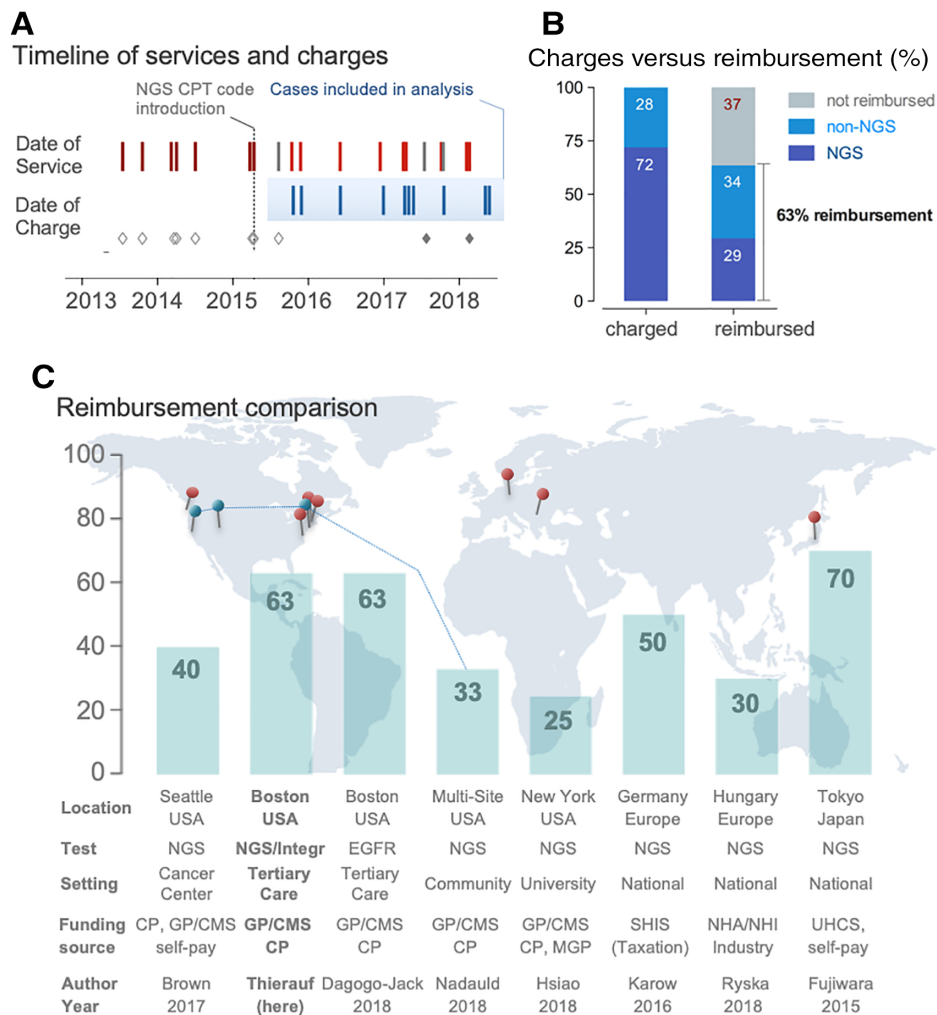 A
Timeline of services and charges
NGS CPT code
introduction
Cases included in analysis
Date of
Service
Date of
Charge
2013 2014 2015 2016 2017 2018
B
Charges versus reimbursement (%)
100
75
50
25
0
28
72
37
34
29
not reimbursed
non-NGS
NGS
63% reimbursement
charged reimbursed
C
Reimbursement comparison
100
80
60
40
20
0
40 63 63 33 25 50 30 70
Location
Seattle
USA
Boston
USA
Boston
USA
Multi-Site
USA
New York
USA
Germany
Europe
Hungary
Europe
Tokyo
Japan
Test NGS NGS/Integr EGFR NGS NGS NGS NGS NGS
Setting
Cancer
Center
Tertiary
Care
Tertiary
Care
Community
University
National
National
National
Funding
source
CP, GP/CMS
self-pay
GP/CMS
CP
GP/CMS
CP
GP/CMS
CP
GP/CMS
CP, MGP
SHIS
(Taxation)
NHA/NHI
Industry
UHCS,
self-pay
Author
Year
Brown
2017
Thierauf
(here)
Dagogo-Jack
2018
Nadauld
2018
Hsiao
2018
Karow
2016
Ryska
2018
Fujiwara
2015